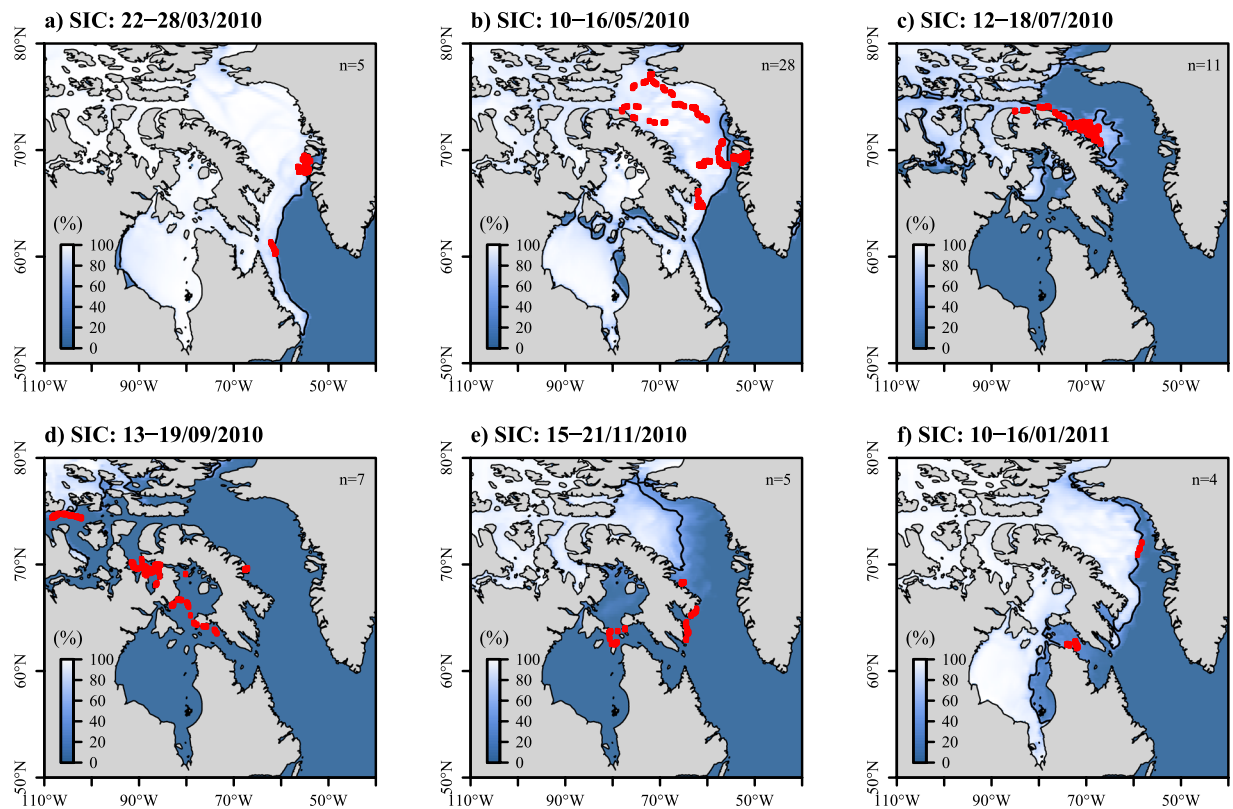 a) SIC: 22−28/03/2010
b) SIC: 10−16/05/2010
c) SIC: 12−18/07/2010
80°N
n=5
80°N
n=28
80°N
n=11
70°N
70°N
70°N
(%)
(%)
(%)
60°N
100
80
60
40
20
0
60°N
100
80
60
40
20
0
60°N
100
80
60
40
20
0
50°N
50°N
50°N
110°W
90°W
70°W
50°W
110°W
90°W
70°W
50°W
110°W
90°W
70°W
50°W
d) SIC: 13−19/09/2010
e) SIC: 15−21/11/2010
f) SIC: 10−16/01/2011
80°N
n=7
80°N
n=5
80°N
n=4
70°N
70°N
70°N
(%)
(%)
(%)
60°N
100
80
60
40
20
0
60°N
100
80
60
40
20
0
60°N
100
80
60
40
20
0
50°N
50°N
50°N
110°W
90°W
70°W
50°W
110°W
90°W
70°W
50°W
110°W
90°W
70°W
50°W